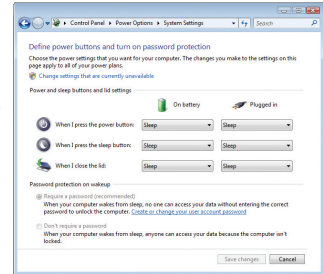 Control Panel ▸ Power Options ▸ System Settings
Search
Define power buttons and turn on password protection
Choose the power settings that you want for your computer. The changes you make to the settings on this
page apply to all of your power plans.
Change settings that are currently unavailable
Power and sleep buttons and lid settings
On battery Plugged in
When I press the power button: Sleep Sleep
When I press the sleep button: Sleep Sleep
When I close the lid: Sleep Sleep
Password protection on wakeup
Require a password (recommended)
When your computer wakes from sleep, no one can access your data without entering the correct
password to unlock the computer. Create or change your user account password
Don't require a password
When your computer wakes from sleep, anyone can access your data because the computer isn't
locked.
Save changes Cancel